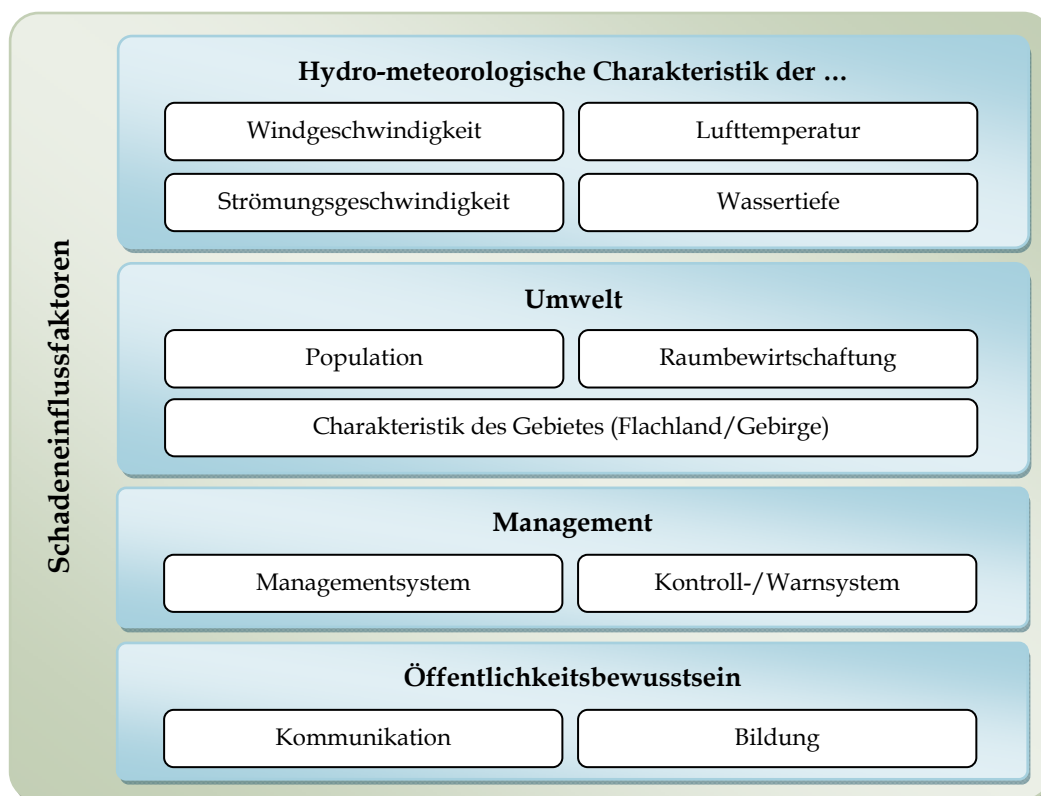 Schadeneinflussfaktoren
Hydro-meteorologische Charakteristik der …
Windgeschwindigkeit
Lufttemperatur
Strömungsgeschwindigkeit
Wassertiefe
Umwelt
Population
Raumbewirtschaftung
Charakteristik des Gebietes (Flachland/Gebirge)
Management
Managementsystem
Kontroll-/Warnsystem
Öffentlichkeitsbewusstsein
Kommunikation
Bildung